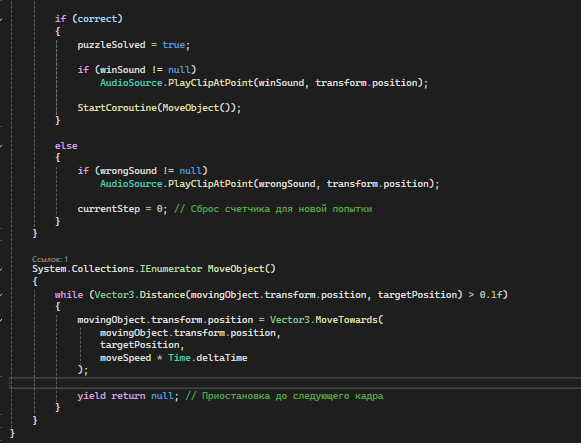 if (correct)
{
puzzleSolved = true;
if (winSound != null)
AudioSource.PlayClipAtPoint(winSound, transform.position);
StartCoroutine(MoveObject());
}
else
{
if (wrongSound != null)
AudioSource.PlayClipAtPoint(wrongSound, transform.position);
currentStep = 0; // Сброс счетчика для новой попытки
}
}
Ссылок: 1
System.Collections.IEnumerator MoveObject()
{
while (Vector3.Distance(movingObject.transform.position, targetPosition) > 0.1f)
{
movingObject.transform.position = Vector3.MoveTowards(
movingObject.transform.position,
targetPosition,
moveSpeed * Time.deltaTime
);
yield return null; // Приостановка до следующего кадра
}
}
}